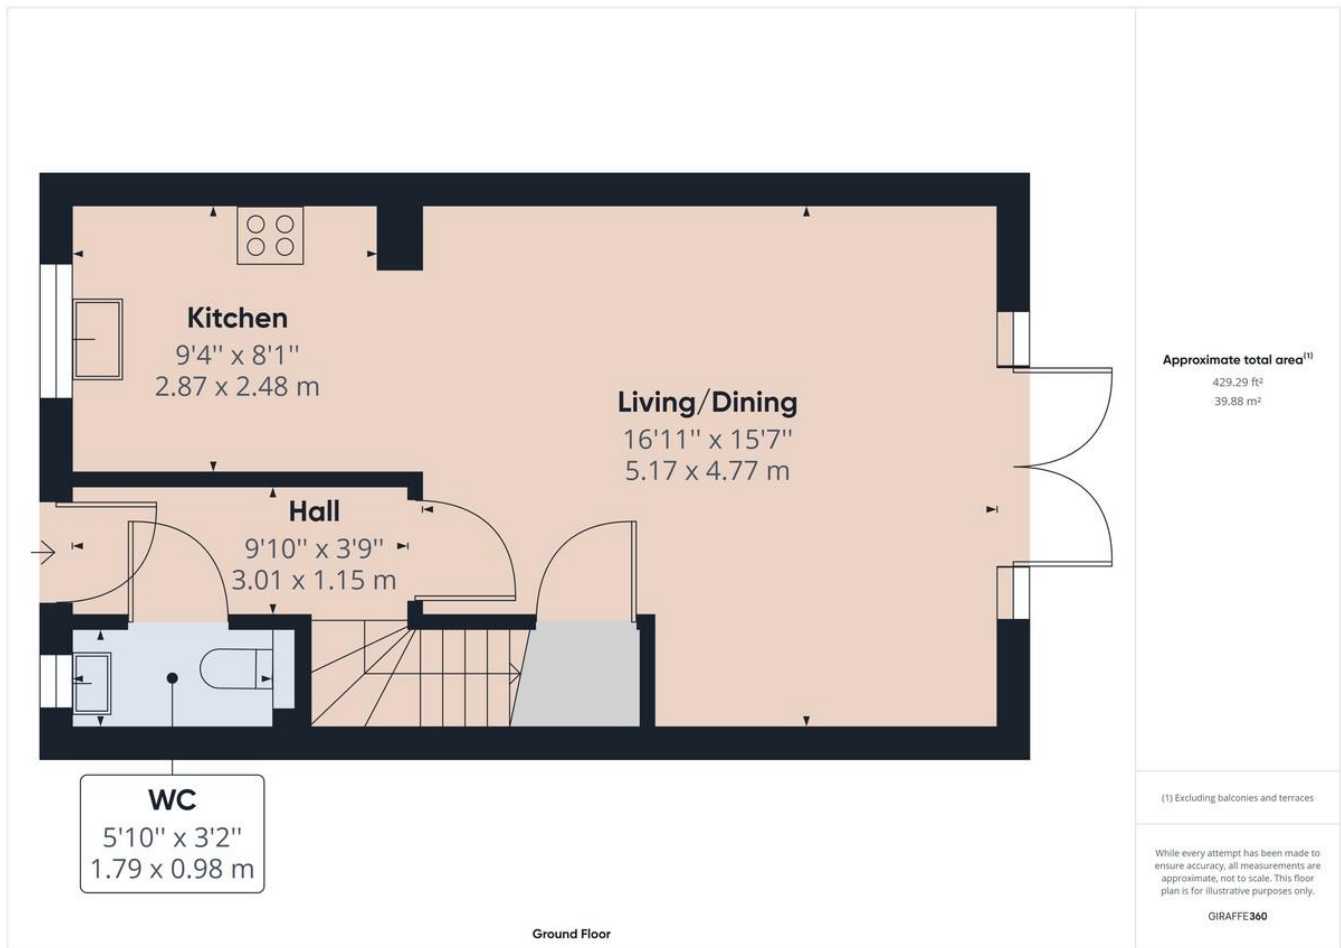 Kitchen
9'4'' x 8'1''
2.87 x 2.48 m
Living/Dining
16'11'' x 15'7''
5.17 x 4.77 m
Hall
9'10'' x 3'9''
3.01 x 1.15 m
WC
5'10'' x 3'2''
1.79 x 0.98 m
Ground Floor
Approximate total area(1)
429.29 ft²
39.88 m²
(1) Excluding balconies and terraces
While every attempt has been made to
ensure accuracy, all measurements are
approximate, not to scale. This floor
plan is for illustrative purposes only.
GIRAFFE360